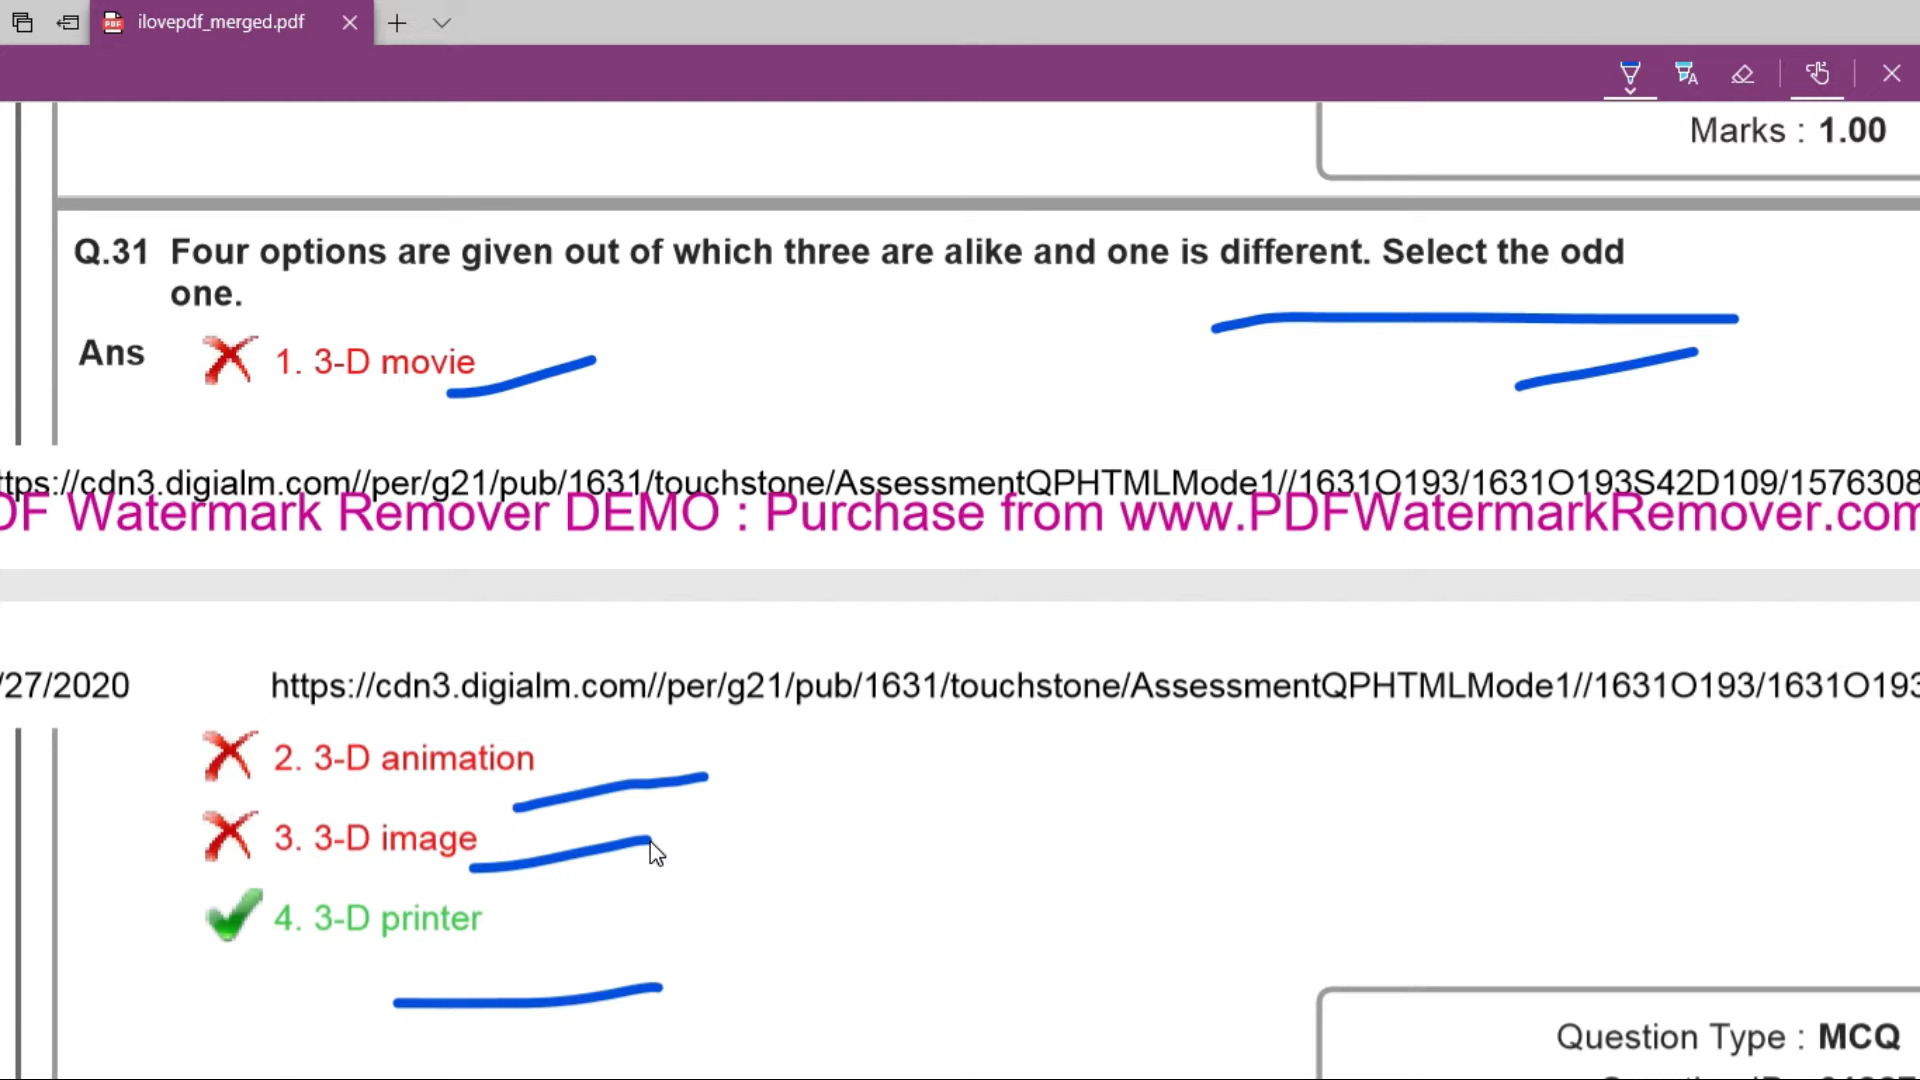 ilovepdf_merged.pdf
Marks : 1.00
Q.31 Four options are given out of which three are alike and one is different. Select the odd
one.
Ans 1. 3-D movie
ttps://cdn3.digialm.com//per/g21/pub/1631/touchstone/AssessmentQPHTMLMode1//1631O193/1631O193S42D109/1576308
DF Watermark Remover DEMO : Purchase from www.PDFWatermarkRemover.com
/27/2020 https://cdn3.digialm.com//per/g21/pub/1631/touchstone/AssessmentQPHTMLMode1//1631O193/1631O193
2. 3-D animation
3. 3-D image
4. 3-D printer
Question Type : MCQ